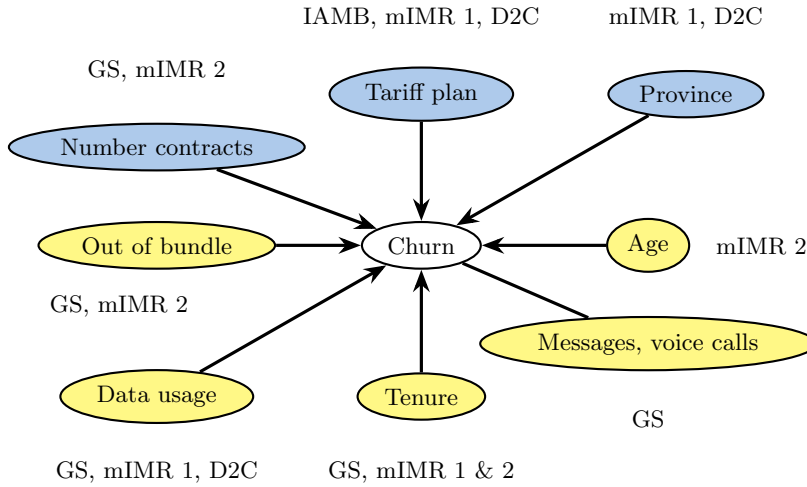 IAMB, mIMR 1, D2C
mIMR 1, D2C
GS, mIMR 2
Tariff plan
Province
Number contracts
Out of bundle
Churn
Age
mIMR 2
GS, mIMR 2
Messages, voice calls
Data usage
Tenure
GS
GS, mIMR 1, D2C
GS, mIMR 1 & 2